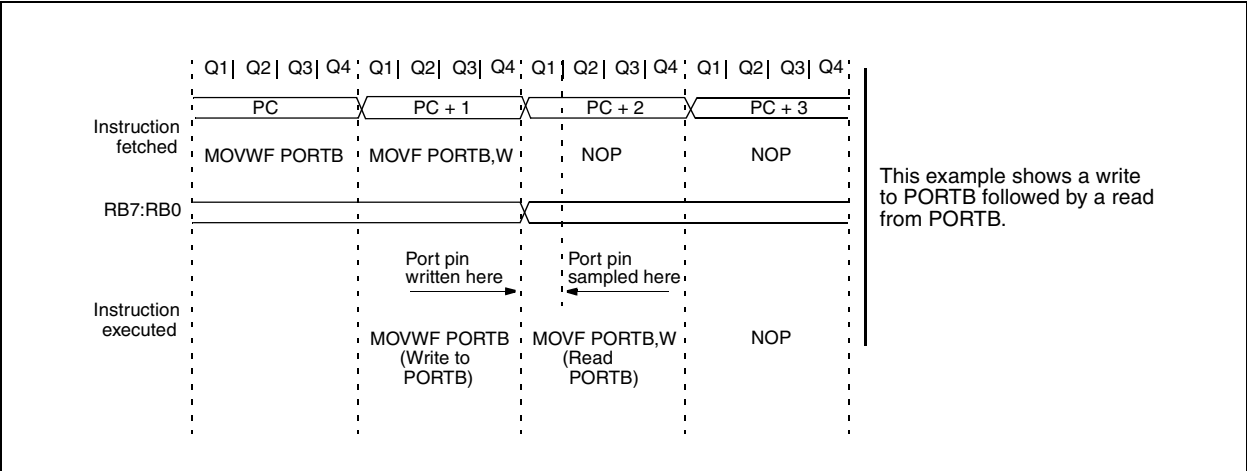 Q1| Q2| Q3| Q4 Q1| Q2| Q3| Q4 Q1| Q2| Q3| Q4 Q1| Q2| Q3| Q4
PC PC + 1 PC + 2 PC + 3
Instruction
fetched
MOVWF PORTB MOVF PORTB,W NOP NOP
This example shows a write
to PORTB followed by a read
from PORTB.
RB7:RB0
Port pin
written here
Port pin
sampled here
Instruction
executed
MOVWF PORTB
(Write to
PORTB)
MOVF PORTB,W
(Read
PORTB)
NOP